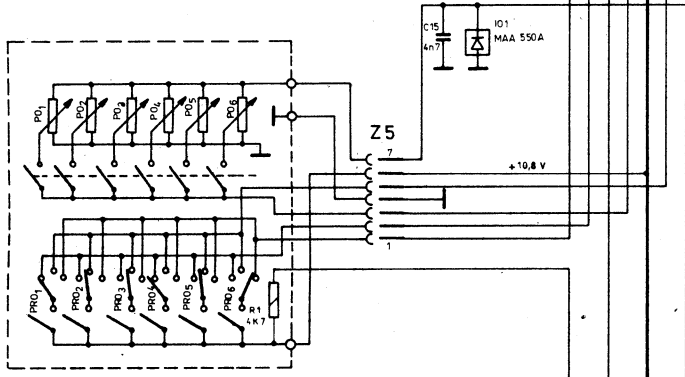 C15
4n7
IO1
MAA 550A
PO1
PO2
PO3
PO4
PO5
PO6
Z5
7
+10,8 V
1
PRO1
PRO2
PRO3
PRO4
PRO5
PRO6
R1
4K7